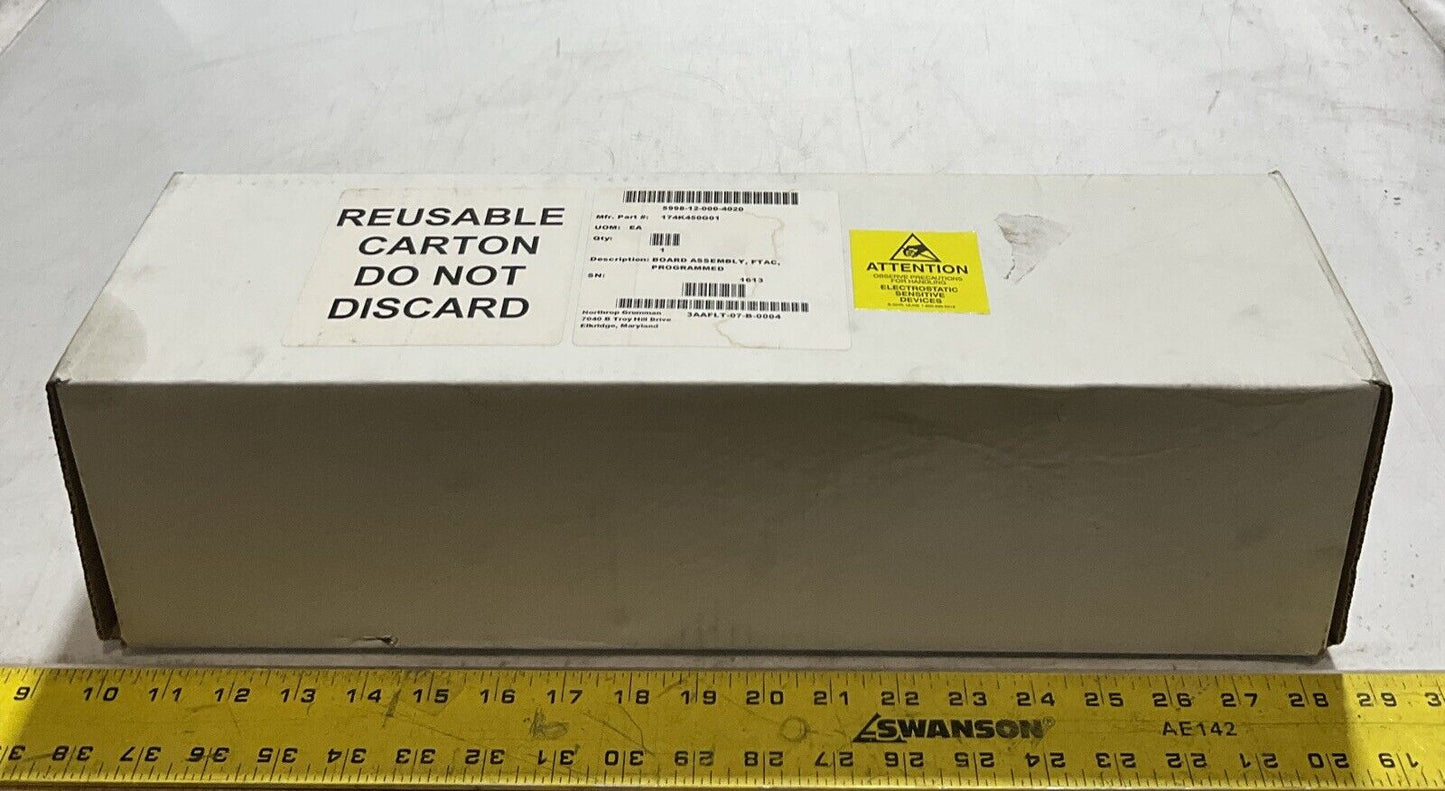 REUSABLE
CARTON
DO NOT
DISCARD
5998-12-000-4020
Mfr. Part #: 174K450G01
UOM: EA
Qty:
1
Description: BOARD ASSEMBLY, FTAC,
PROGRAMMED
SN: 1613
3AAFLT-07-B-0004
Northrop Grumman
7040 B Troy Hill Drive
Elkridge, Maryland
ATTENTION
OBSERVE PRECAUTIONS
FOR HANDLING
ELECTROSTATIC
SENSITIVE
DEVICES
9 10 11 12 13 14 15 16 17 18 19 20 21 22 23 24 25 26 27 28 29 3
SWANSON®
AE142
38 37 36 35 34 33 32 31 30 29 28 27 26 25 24 23 22 21 20 19